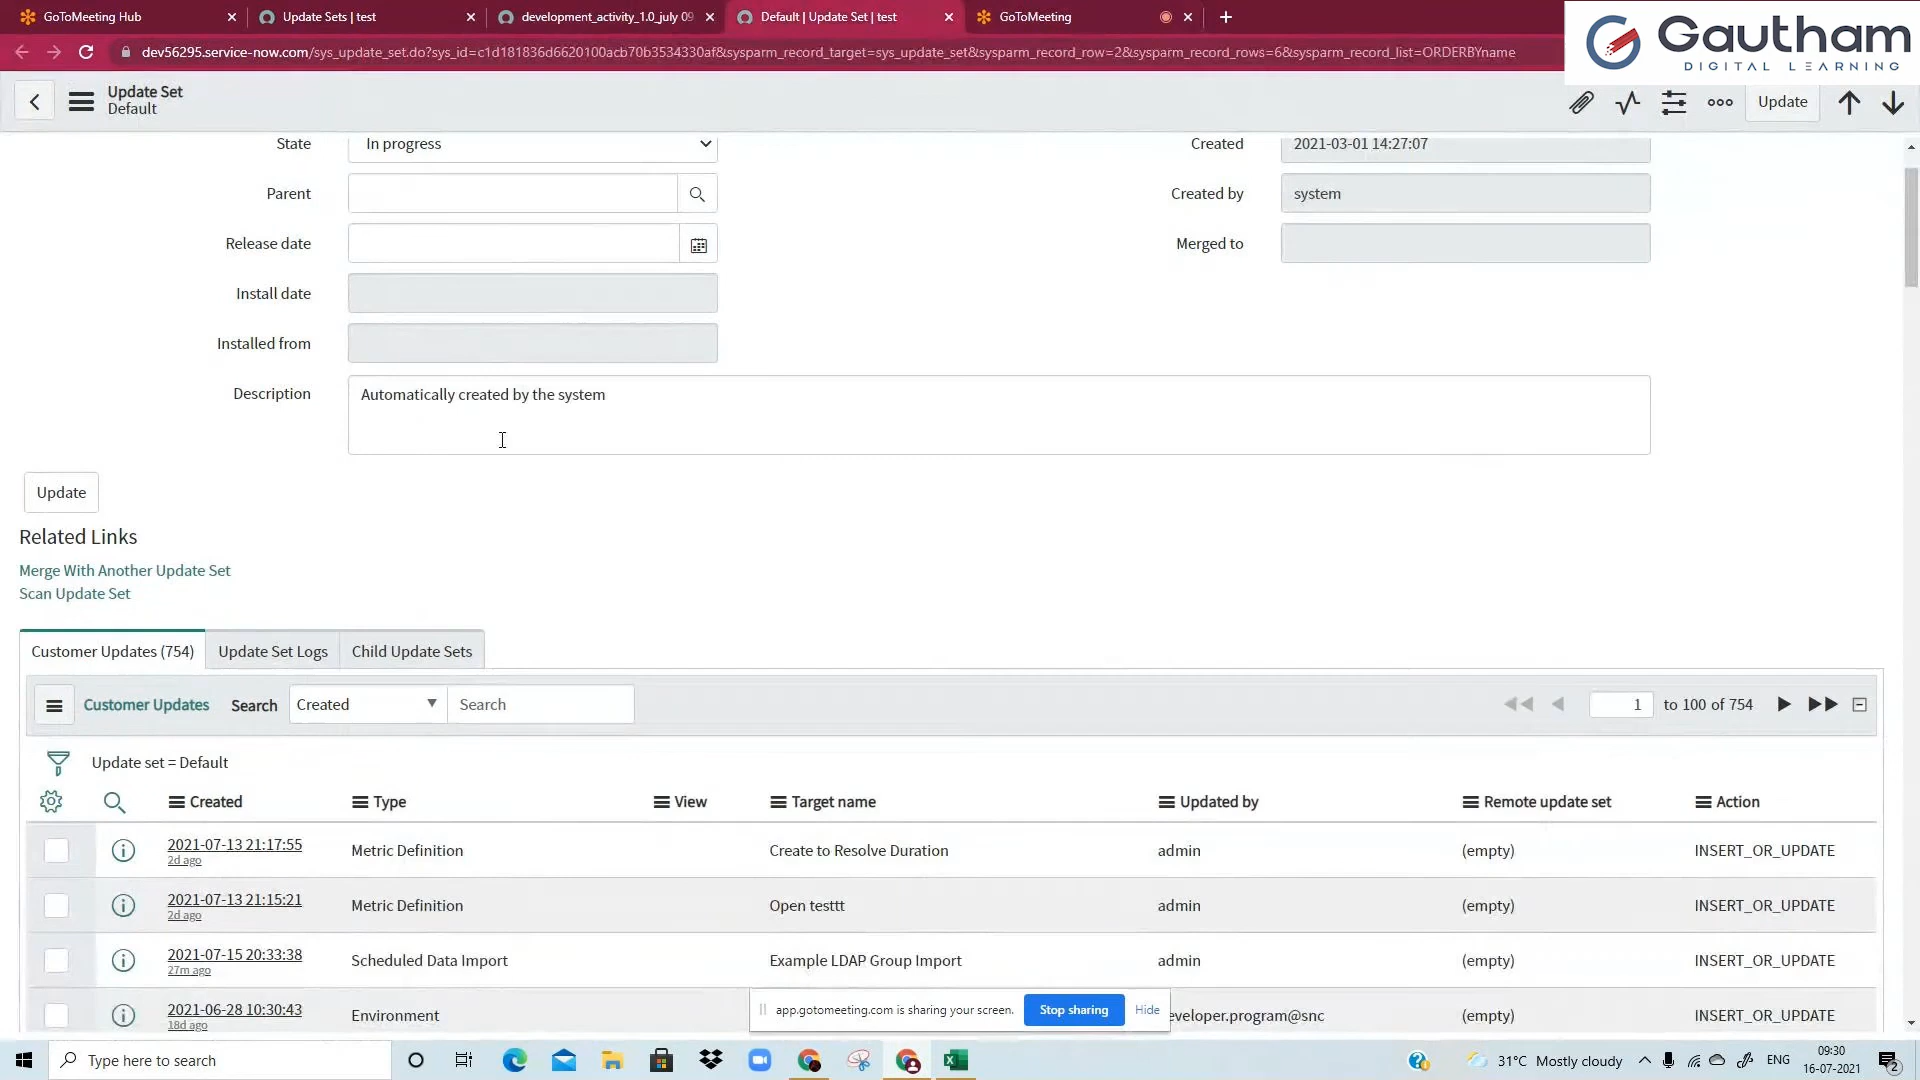 GoToMeeting Hub
Update Sets | test
development_activity_1.0_july 09
Default | Update Set | test
GoToMeeting
dev56295.service-now.com/sys_update_set.do?sys_id=c1d181836d6620100acb70b3534330af&sysparm_record_target=sys_update_set&sysparm_record_row=2&sysparm_record_rows=6&sysparm_record_list=ORDERBYname
Gautham
DIGITAL LEARNING
Update Set
Default
Update
State In progress Created 2021-03-01 14:27:07
Parent Created by system
Release date Merged to
Install date
Installed from
Description Automatically created by the system
Update
Related Links
Merge With Another Update Set
Scan Update Set
Customer Updates (754) Update Set Logs Child Update Sets
Customer Updates Search Created Search 1 to 100 of 754
Update set = Default
Created Type View Target name Updated by Remote update set Action
2021-07-13 21:17:55 Metric Definition Create to Resolve Duration admin (empty) INSERT_OR_UPDATE
2d ago
2021-07-13 21:15:21 Metric Definition Open testtt admin (empty) INSERT_OR_UPDATE
2d ago
2021-07-15 20:33:38 Scheduled Data Import Example LDAP Group Import admin (empty) INSERT_OR_UPDATE
27m ago
2021-06-28 10:30:43 Environment eveloper.program@snc (empty) INSERT_OR_UPDATE
18d ago
app.gotomeeting.com is sharing your screen. Stop sharing Hide
Type here to search
31°C Mostly cloudy
ENG
09:30
16-07-2021
2